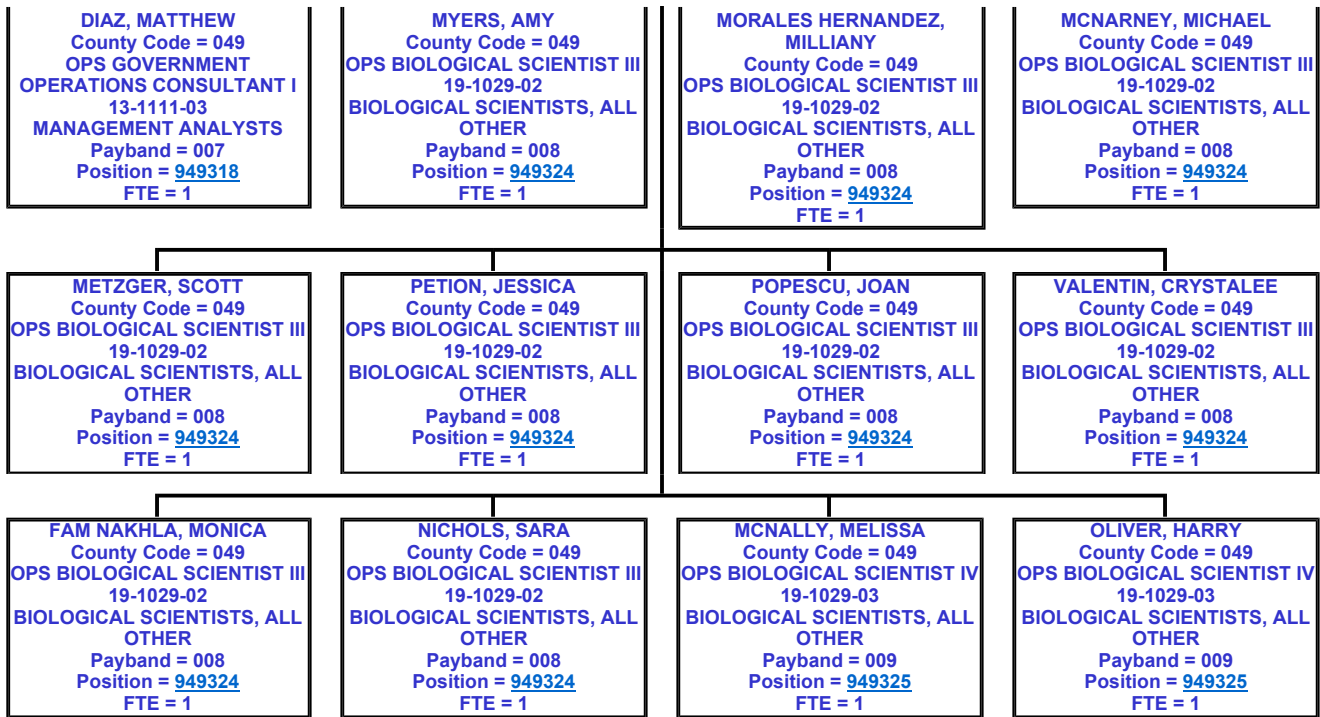 DIAZ, MATTHEW
County Code = 049
OPS GOVERNMENT
OPERATIONS CONSULTANT I
13-1111-03
MANAGEMENT ANALYSTS
Payband = 007
Position = 949318
FTE = 1
MYERS, AMY
County Code = 049
OPS BIOLOGICAL SCIENTIST III
19-1029-02
BIOLOGICAL SCIENTISTS, ALL
OTHER
Payband = 008
Position = 949324
FTE = 1
MORALES HERNANDEZ,
MILLIANY
County Code = 049
OPS BIOLOGICAL SCIENTIST III
19-1029-02
BIOLOGICAL SCIENTISTS, ALL
OTHER
Payband = 008
Position = 949324
FTE = 1
MCNARNEY, MICHAEL
County Code = 049
OPS BIOLOGICAL SCIENTIST III
19-1029-02
BIOLOGICAL SCIENTISTS, ALL
OTHER
Payband = 008
Position = 949324
FTE = 1
METZGER, SCOTT
County Code = 049
OPS BIOLOGICAL SCIENTIST III
19-1029-02
BIOLOGICAL SCIENTISTS, ALL
OTHER
Payband = 008
Position = 949324
FTE = 1
PETION, JESSICA
County Code = 049
OPS BIOLOGICAL SCIENTIST III
19-1029-02
BIOLOGICAL SCIENTISTS, ALL
OTHER
Payband = 008
Position = 949324
FTE = 1
POPESCU, JOAN
County Code = 049
OPS BIOLOGICAL SCIENTIST III
19-1029-02
BIOLOGICAL SCIENTISTS, ALL
OTHER
Payband = 008
Position = 949324
FTE = 1
VALENTIN, CRYSTALEE
County Code = 049
OPS BIOLOGICAL SCIENTIST III
19-1029-02
BIOLOGICAL SCIENTISTS, ALL
OTHER
Payband = 008
Position = 949324
FTE = 1
FAM NAKHLA, MONICA
County Code = 049
OPS BIOLOGICAL SCIENTIST III
19-1029-02
BIOLOGICAL SCIENTISTS, ALL
OTHER
Payband = 008
Position = 949324
FTE = 1
NICHOLS, SARA
County Code = 049
OPS BIOLOGICAL SCIENTIST III
19-1029-02
BIOLOGICAL SCIENTISTS, ALL
OTHER
Payband = 008
Position = 949324
FTE = 1
MCNALLY, MELISSA
County Code = 049
OPS BIOLOGICAL SCIENTIST IV
19-1029-03
BIOLOGICAL SCIENTISTS, ALL
OTHER
Payband = 009
Position = 949325
FTE = 1
OLIVER, HARRY
County Code = 049
OPS BIOLOGICAL SCIENTIST IV
19-1029-03
BIOLOGICAL SCIENTISTS, ALL
OTHER
Payband = 009
Position = 949325
FTE = 1